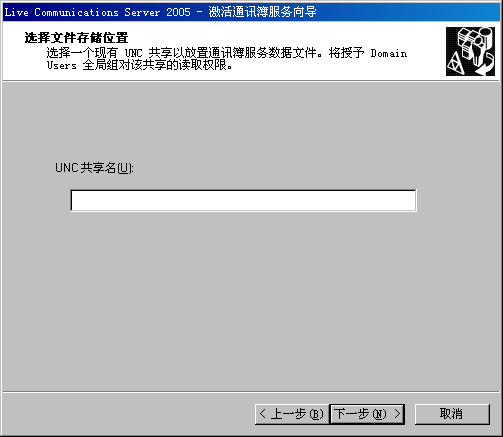 Live Communications Server 2005 - 激活通讯簿服务向导
选择文件存储位置
选择一个现有 UNC 共享以放置通讯簿服务数据文件。将授予 Domain
Users 全局组对该共享的读取权限。
UNC 共享名(U):
< 上一步(B) 下一步(N) > 取消